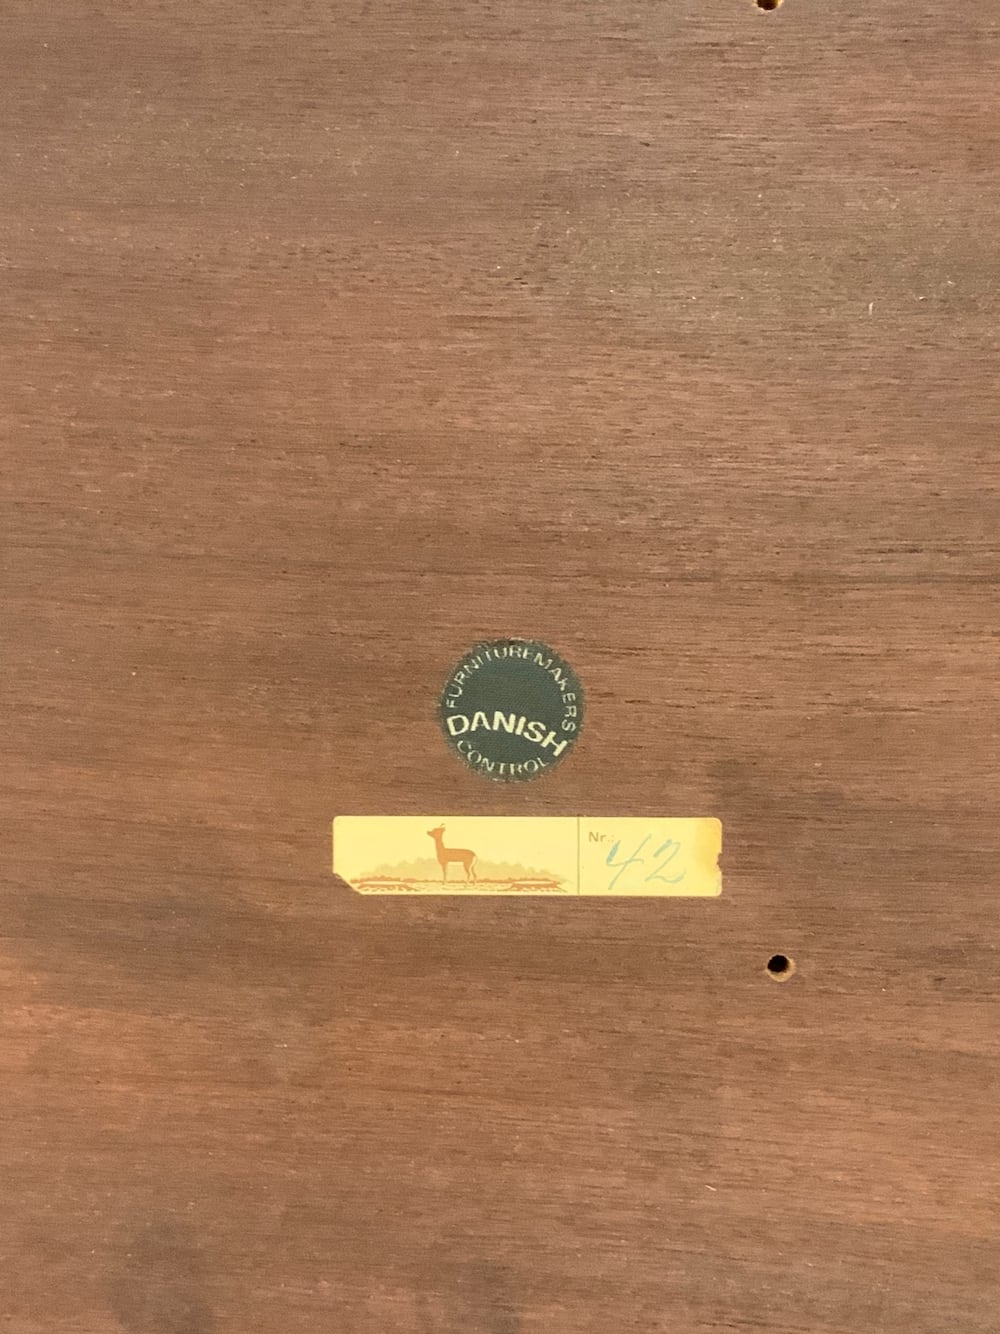 FURNITUREMAKERS
DANISH
CONTROL
Nr.: 42